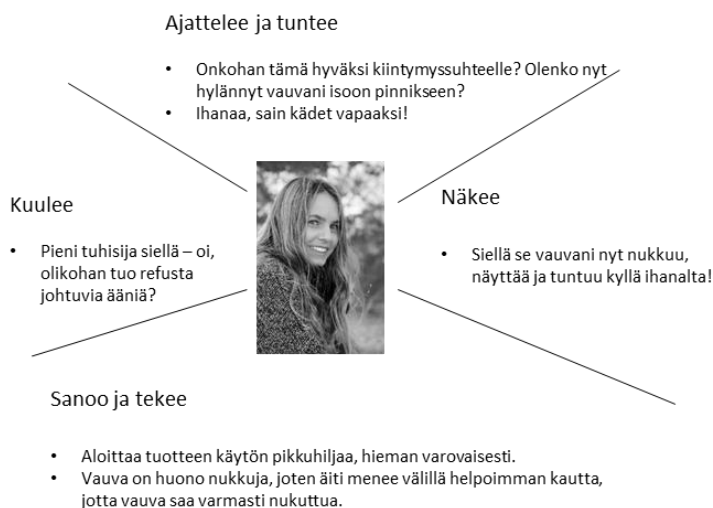 Ajattelee ja tuntee
• Onkohan tämä hyväksi kiintymyssuhteelle? Olenko nyt
hylännyt vauvani isoon pinnikseen?
• Ihanaa, sain kädet vapaaksi!
Kuulee
• Pieni tuhisija siellä – oi,
olikohan tuo refusta
johtuvia ääniä?
Näkee
• Siellä se vauvani nyt nukkuu,
näyttää ja tuntuu kyllä ihanalta!
Sanoo ja tekee
• Aloittaa tuotteen käytön pikkuhiljaa, hieman varovaisesti.
• Vauva on huono nukkuja, joten äiti menee välillä helpoimman kautta,
jotta vauva saa varmasti nukuttua.